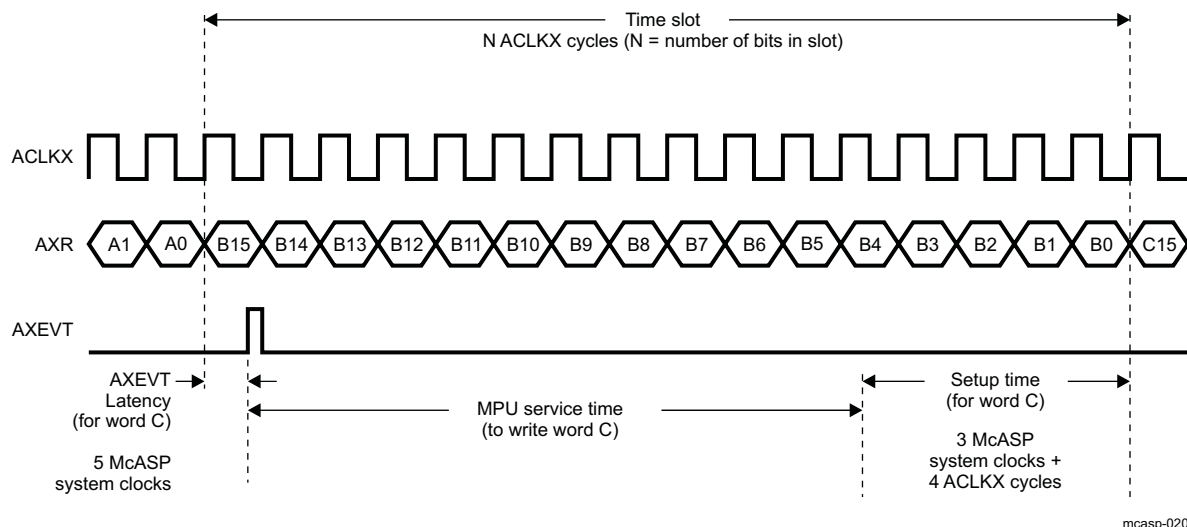 Time slot
N ACLKX cycles (N = number of bits in slot)
ACLKX
AXR
A1 A0 B15 B14 B13 B12 B11 B10 B9 B8 B7 B6 B5 B4 B3 B2 B1 B0 C15
AXEVT
AXEVT
Latency
(for word C)
5 McASP
system clocks
MPU service time
(to write word C)
Setup time
(for word C)
3 McASP
system clocks +
4 ACLKX cycles
mcasp-020